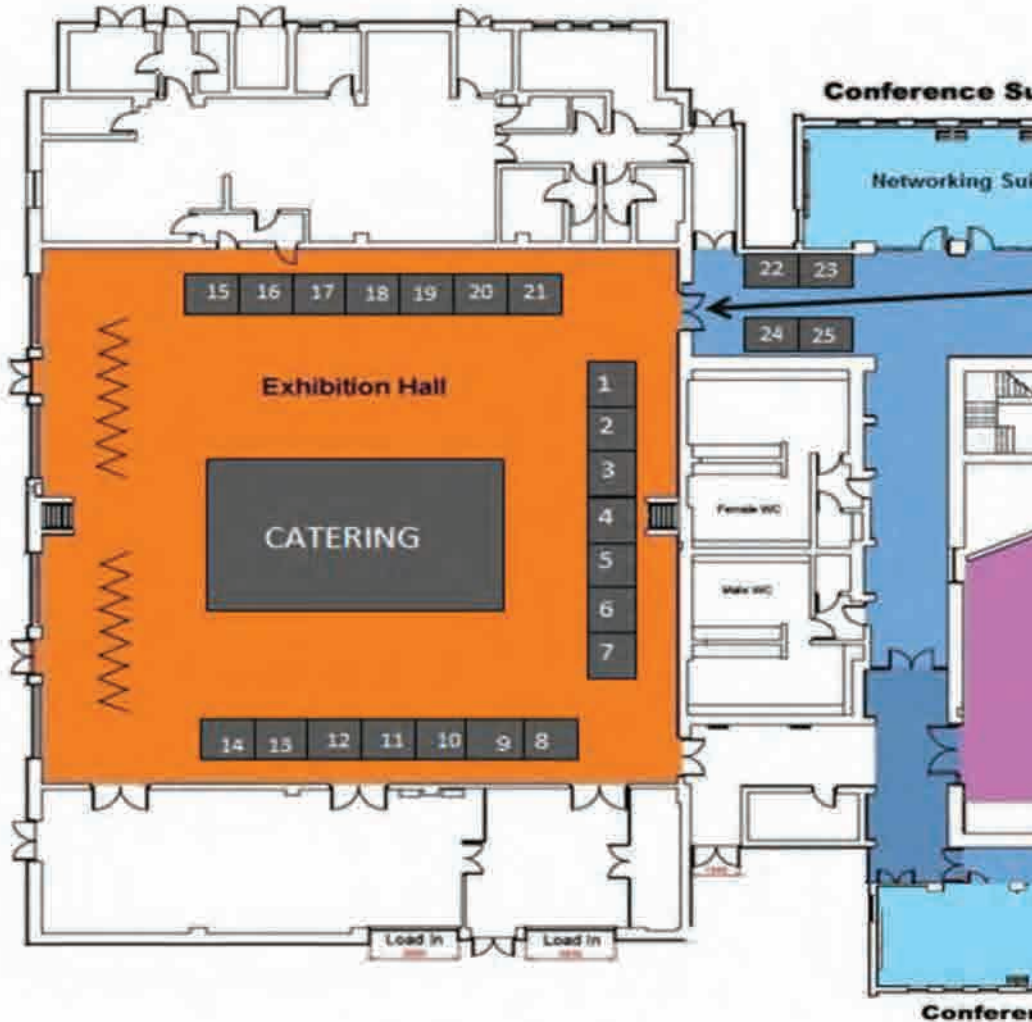 Conference Su
Networking Sui
22 23
15 16 17 18 19 20 21
24 25
Exhibition Hall
1
2
3
4
5
6
7
CATERING
Female WC
Male WC
14 13 12 11 10 9 8
Load In
Load In
Conferen